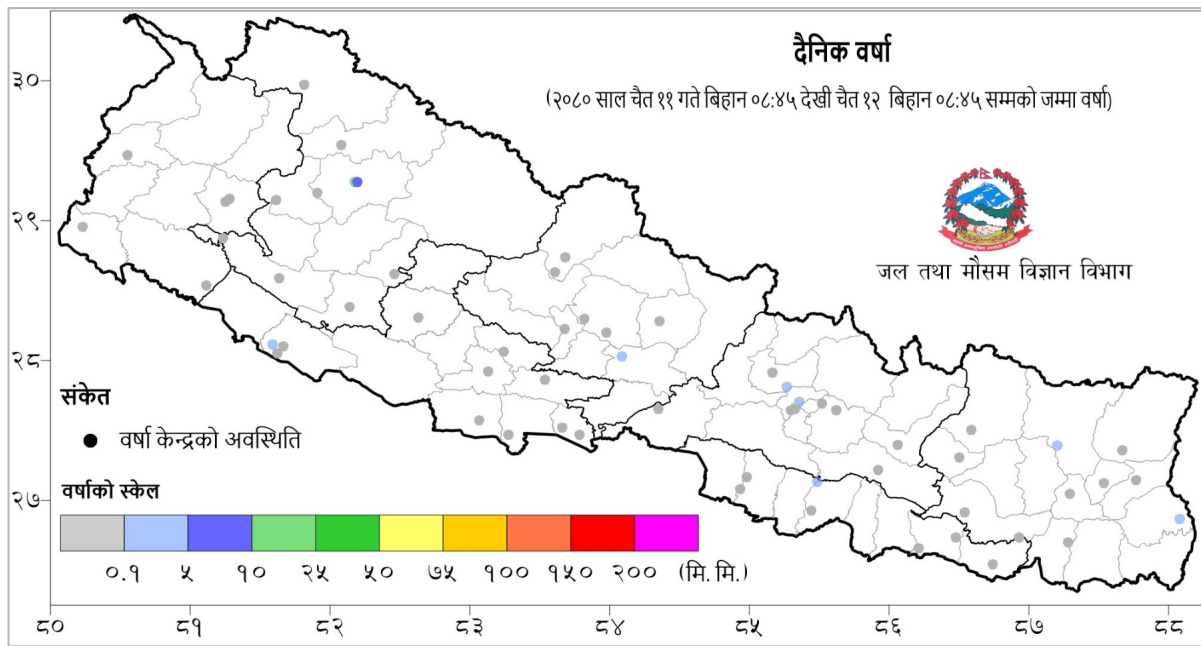 दैनिक वर्षा
(२०८० साल चैत ११ गते बिहान ०८:४५ देखी चैत १२ बिहान ०८:४५ सम्मको जम्मा वर्षा)
जल तथा मौसम विज्ञान विभाग
३०
२९
२८
२७
संकेत
वर्षा केन्द्रको अवस्थिति
वर्षाको स्केल
०.१ ५ १० २५ ५० ७५ १०० १५० २०० (मि. मि.)
८० ८१ ८२ ८३ ८४ ८५ ८६ ८७ ८८